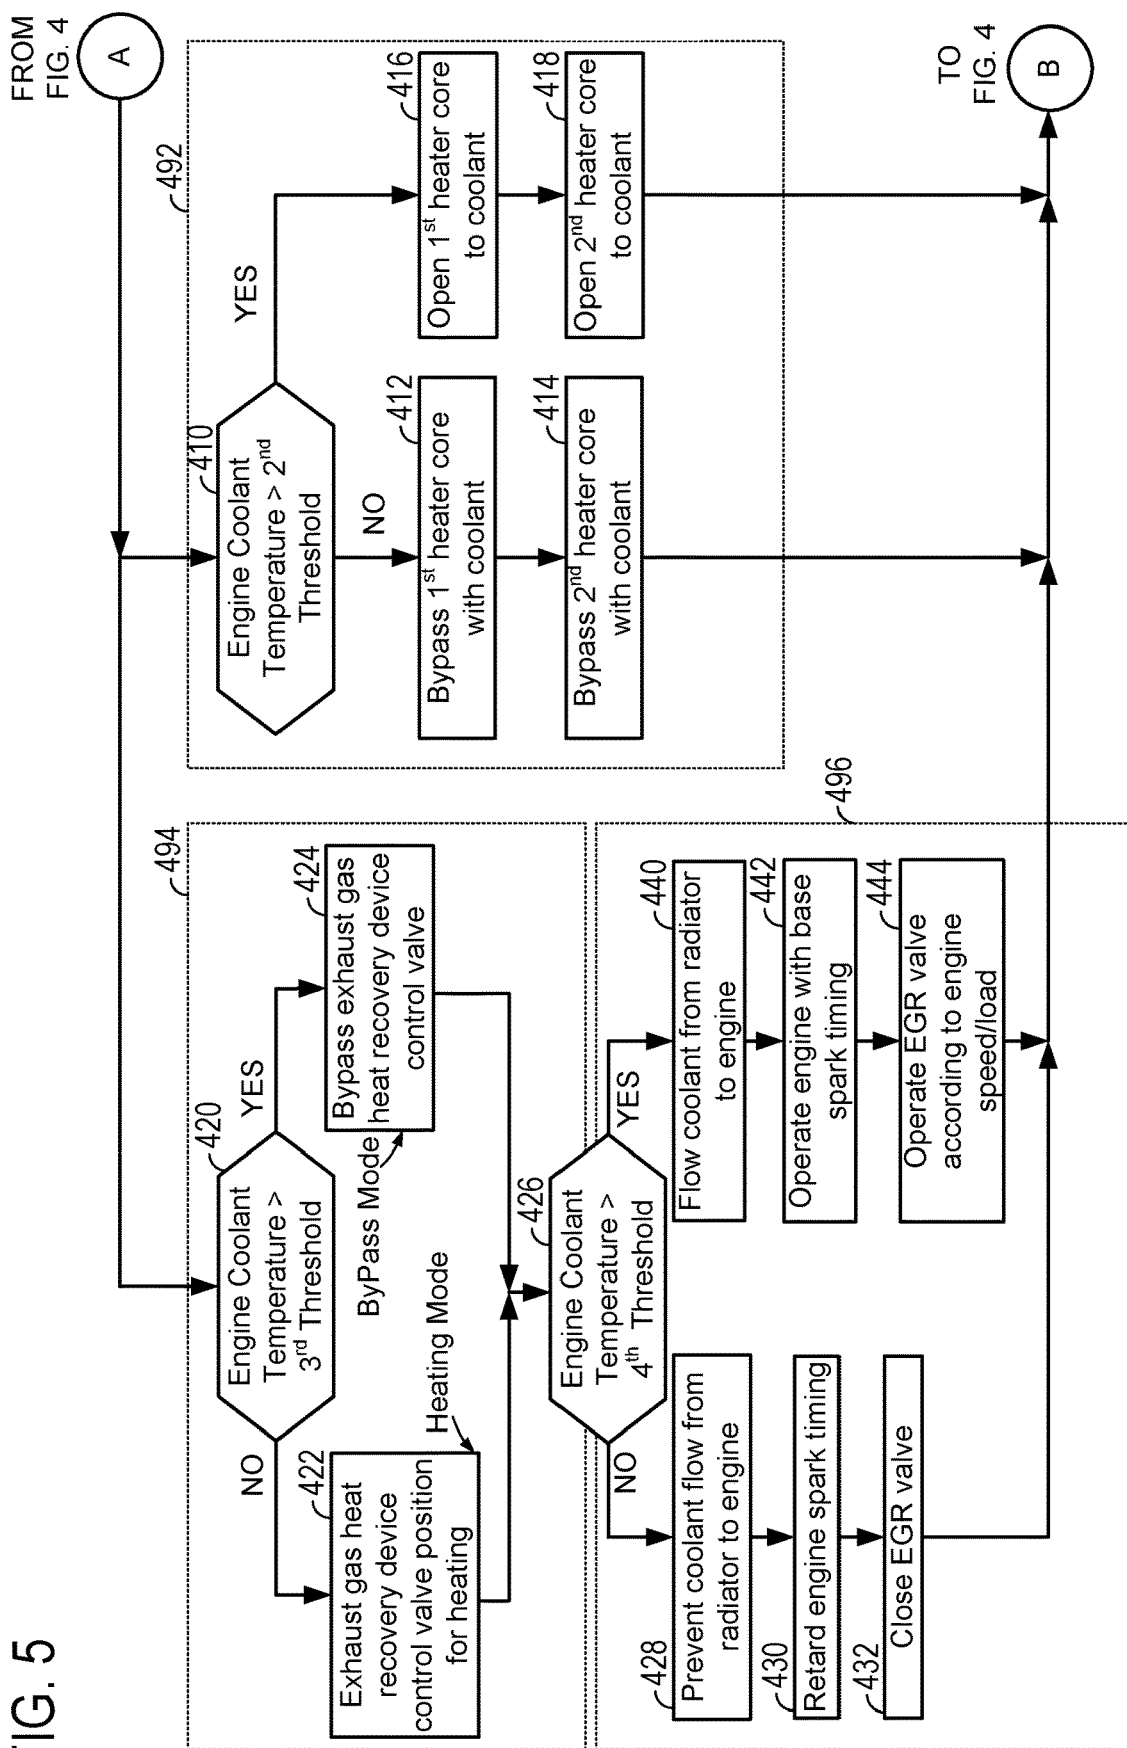 FIG. 5
FROM
FIG. 4
A
494
420
Engine Coolant
Temperature >
3rd Threshold
NO
YES
422
Exhaust gas heat
recovery device
control valve position
for heating
Heating Mode
424
Bypass exhaust gas
heat recovery device
control valve
ByPass Mode
426
Engine Coolant
Temperature >
4th Threshold
NO
YES
428
Prevent coolant flow from
radiator to engine
430
Retard engine spark timing
432
Close EGR valve
440
Flow coolant from radiator
to engine
442
Operate engine with base
spark timing
444
Operate EGR valve
according to engine
speed/load
496
492
410
Engine Coolant
Temperature > 2nd
Threshold
NO
YES
412
Bypass 1st heater core
with coolant
414
Bypass 2nd heater core
with coolant
416
Open 1st heater core
to coolant
418
Open 2nd heater core
to coolant
TO
FIG. 4
B